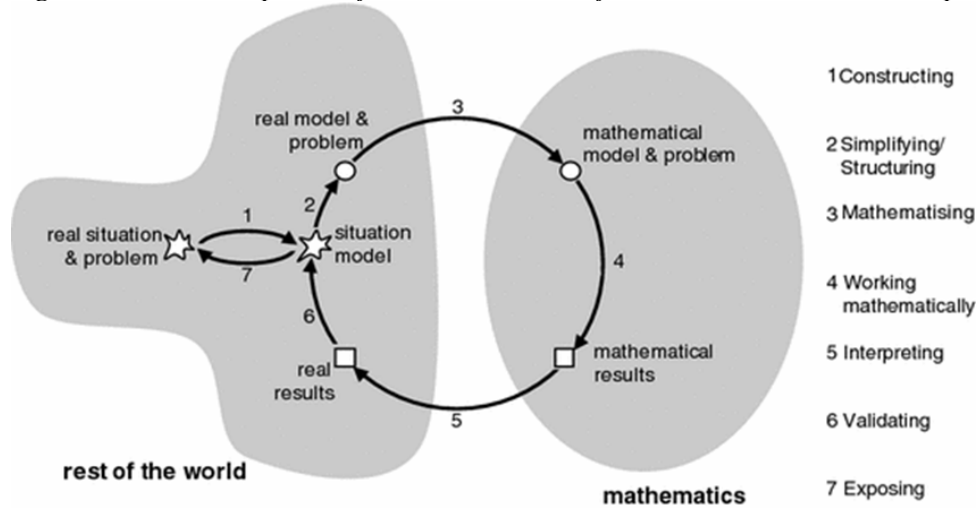 real model &
problem
3
mathematical
model & problem
2
1
real situation
& problem
situation
model
7
4
6
real
results
mathematical
results
5
rest of the world
mathematics
1 Constructing
2 Simplifying/
Structuring
3 Mathematising
4 Working
mathematically
5 Interpreting
6 Validating
7 Exposing